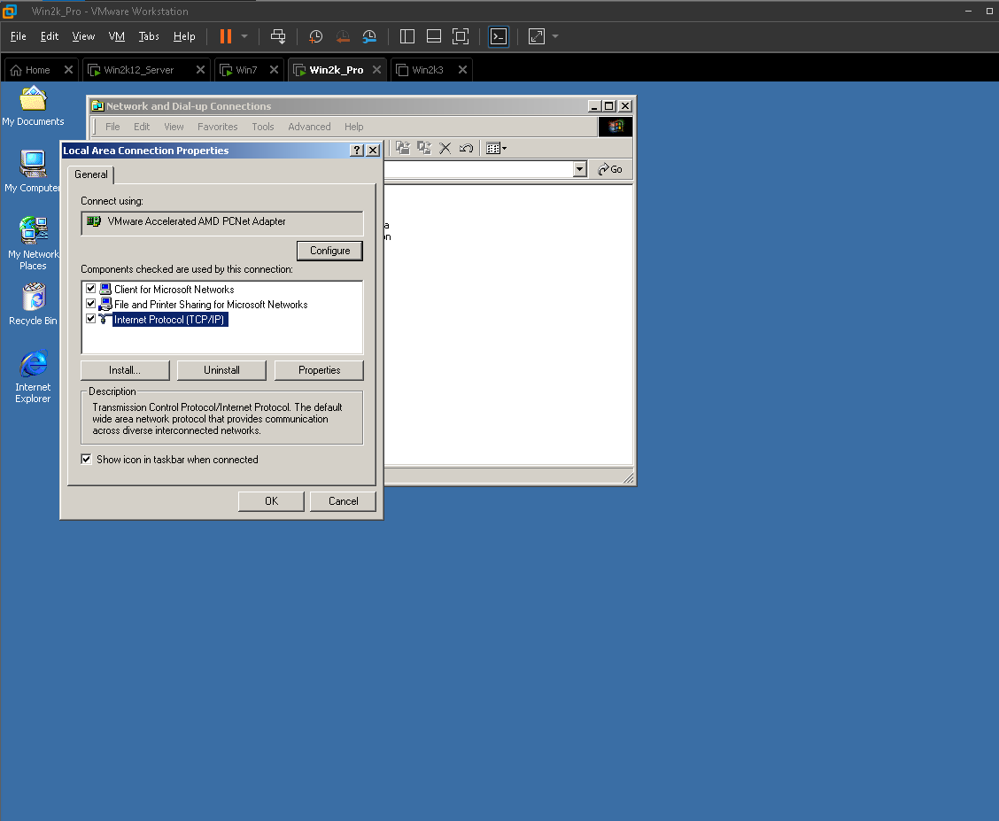 Win2k_Pro - VMware Workstation
File Edit View VM Tabs Help
Home Win2k12_Server Win7 Win2k_Pro Win2k3
My Documents
My Computer
My Network
Places
Recycle Bin
Internet
Explorer
Network and Dial-up Connections
File Edit View Favorites Tools Advanced Help
Go
Local Area Connection Properties
General
Connect using:
VMware Accelerated AMD PCNet Adapter
Configure
Components checked are used by this connection:
Client for Microsoft Networks
File and Printer Sharing for Microsoft Networks
Internet Protocol (TCP/IP)
Install... Uninstall Properties
Description
Transmission Control Protocol/Internet Protocol. The default
wide area network protocol that provides communication
across diverse interconnected networks.
Show icon in taskbar when connected
OK Cancel